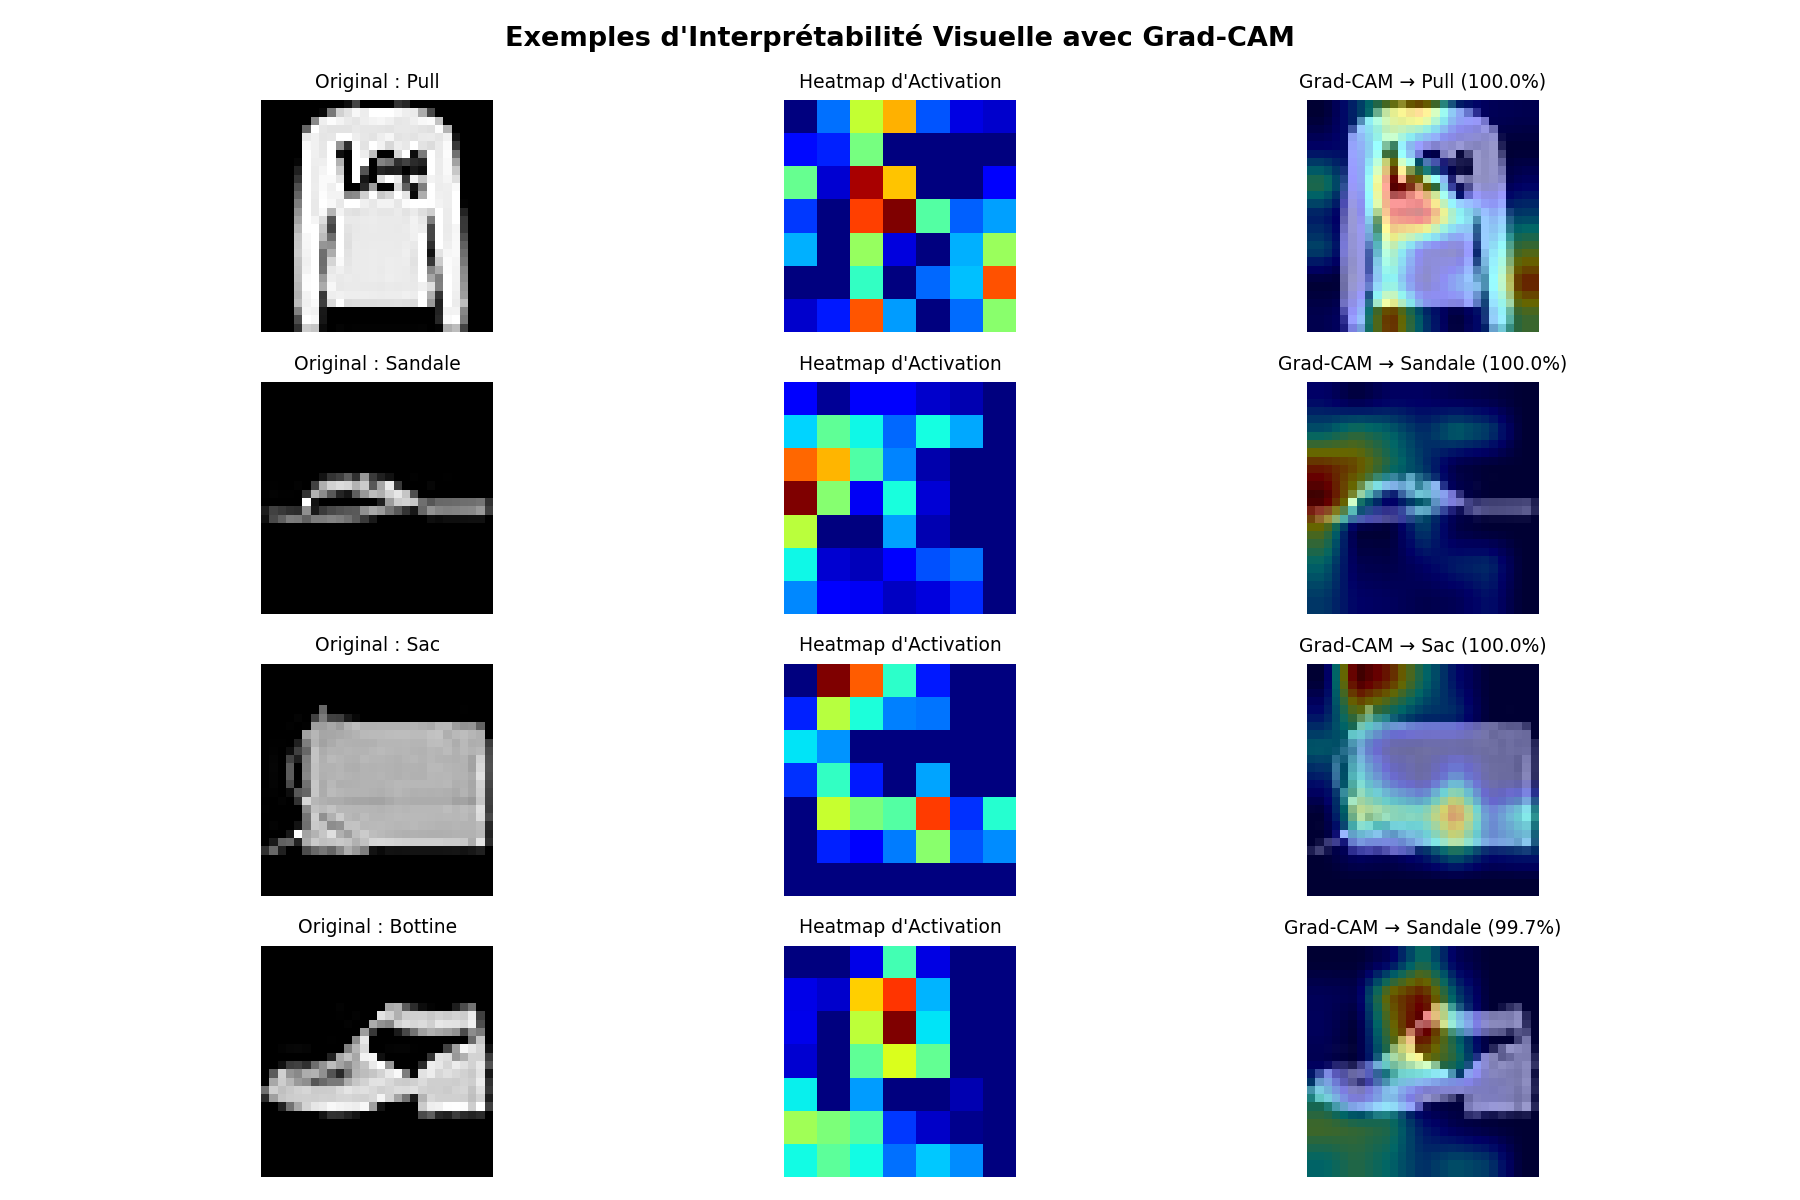 Exemples d'Interprétabilité Visuelle avec Grad-CAM
Original : Pull
Heatmap d'Activation
Grad-CAM → Pull (100.0%)
Lee
Original : Sandale
Heatmap d'Activation
Grad-CAM → Sandale (100.0%)
Original : Sac
Heatmap d'Activation
Grad-CAM → Sac (100.0%)
Original : Bottine
Heatmap d'Activation
Grad-CAM → Sandale (99.7%)